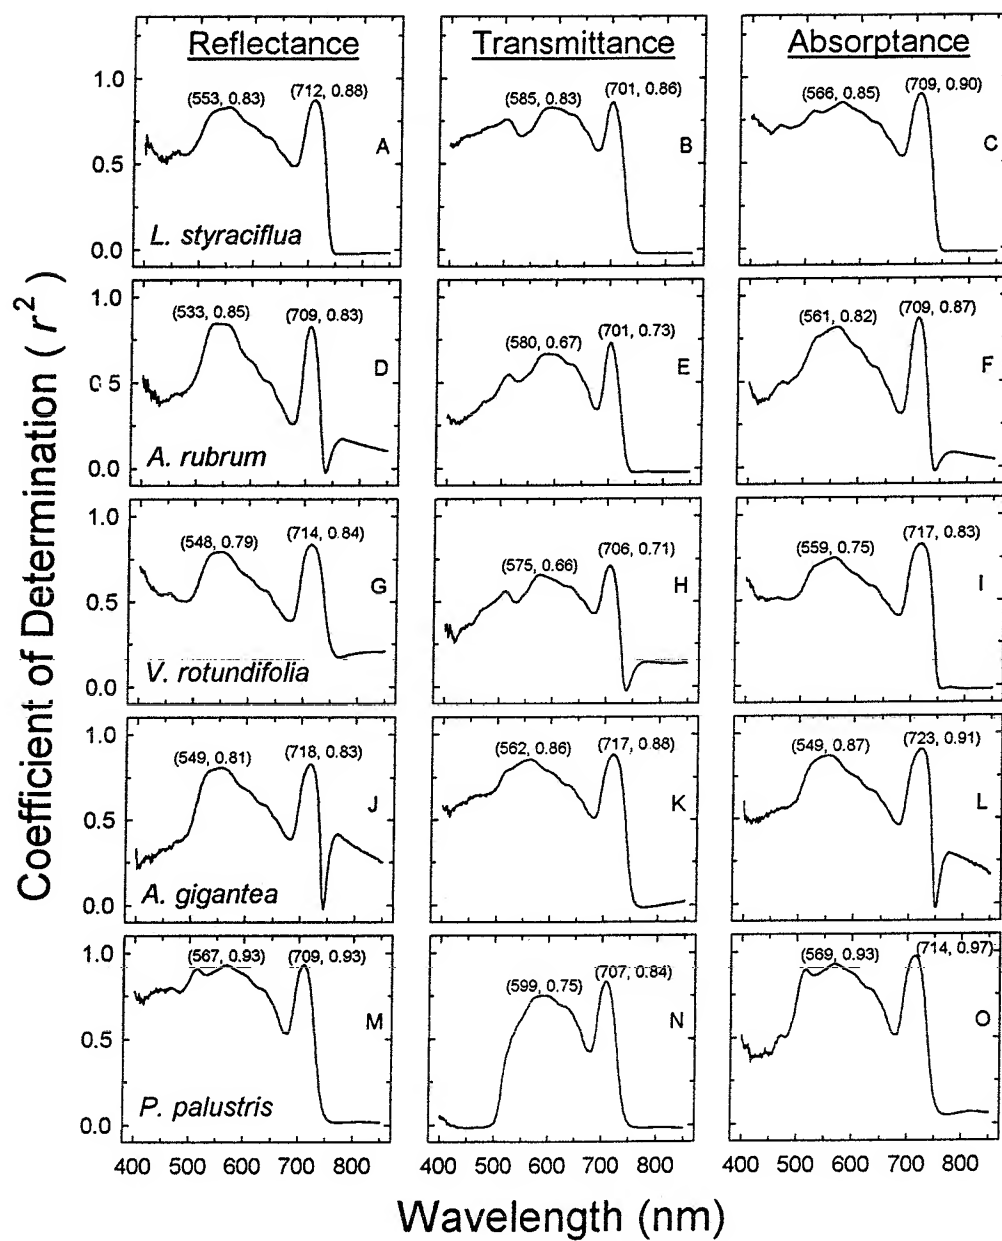 Reflectance Transmittance Absorptance
Coefficient of Determination ( r² )
1.0
0.5
0.0
(553, 0.83) (712, 0.88) A
L. styraciflua
(585, 0.83) (701, 0.86) B
(566, 0.85) (709, 0.90) C
1.0
0.5
0.0
(533, 0.85) (709, 0.83) D
A. rubrum
(580, 0.67) (701, 0.73) E
(561, 0.82) (709, 0.87) F
1.0
0.5
0.0
(548, 0.79) (714, 0.84) G
V. rotundifolia
(575, 0.66) (706, 0.71) H
(559, 0.75) (717, 0.83) I
1.0
0.5
0.0
(549, 0.81) (718, 0.83) J
A. gigantea
(562, 0.86) (717, 0.88) K
(549, 0.87) (723, 0.91) L
1.0
0.5
0.0
(567, 0.93) (709, 0.93) M
P. palustris
(599, 0.75) (707, 0.84) N
(569, 0.93) (714, 0.97) O
400 500 600 700 800 400 500 600 700 800 400 500 600 700 800
Wavelength (nm)